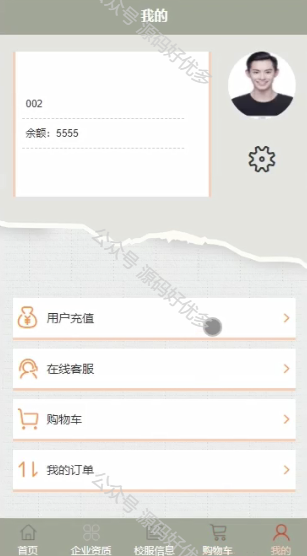 我的
002
余额：5555
用户充值
在线客服
购物车
我的订单
首页
企业资质
校服信息
购物车
我的
公众号 源码好优多
公众号 源码好优多
公众号 源码好优多